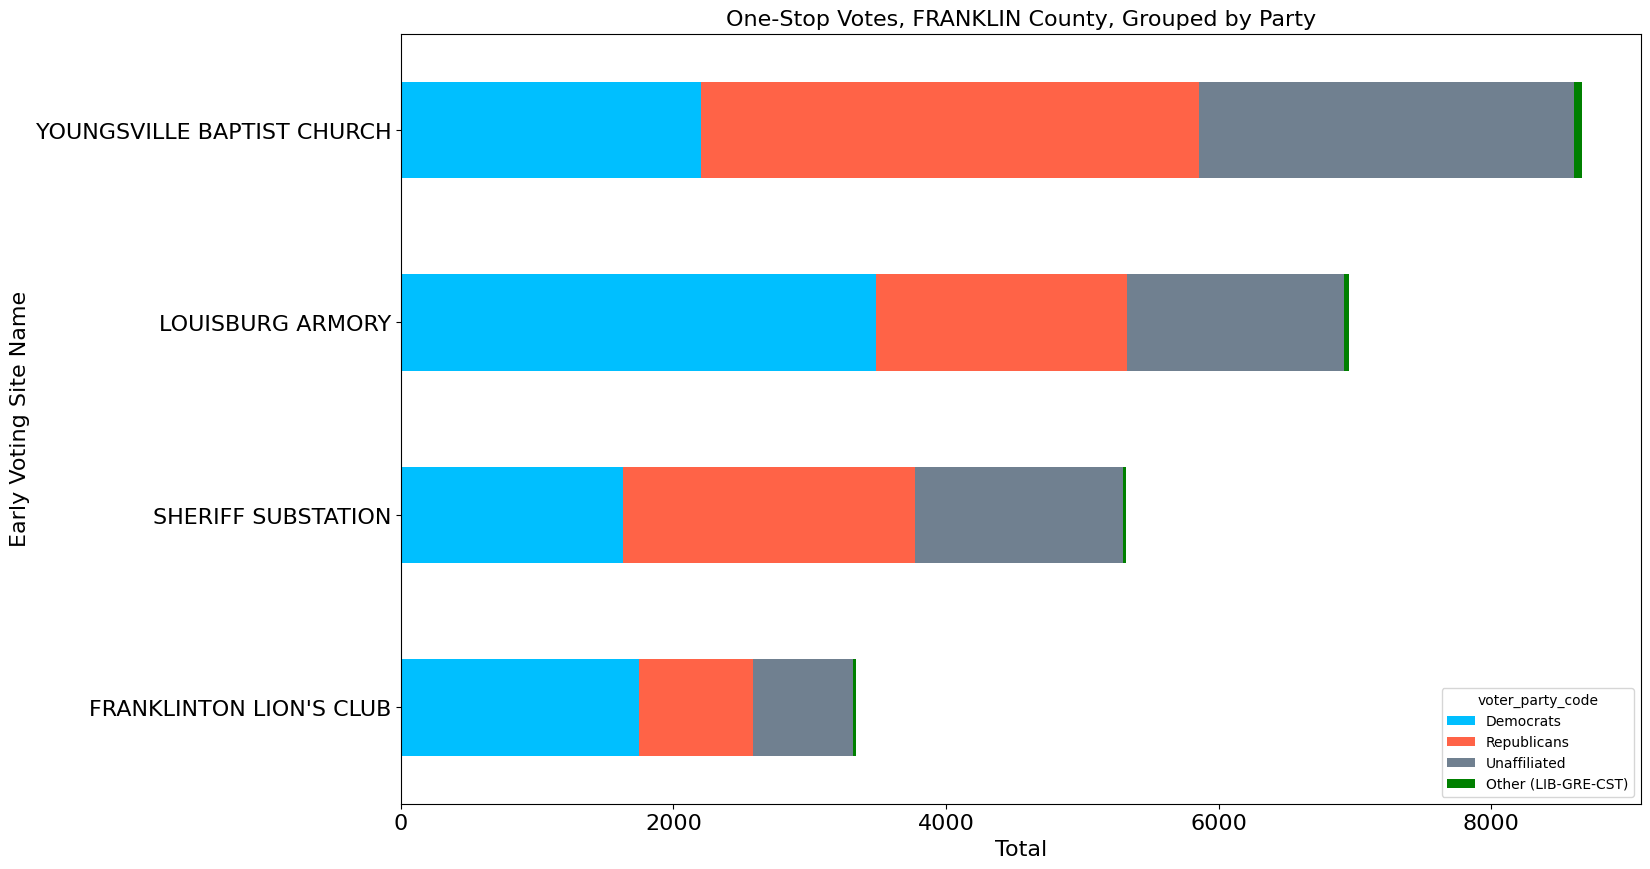 One-Stop Votes, FRANKLIN County, Grouped by Party
Early Voting Site Name
YOUNGSVILLE BAPTIST CHURCH
LOUISBURG ARMORY
SHERIFF SUBSTATION
FRANKLINTON LION'S CLUB
voter_party_code
Democrats
Republicans
Unaffiliated
Other (LIB-GRE-CST)
0 2000 4000 6000 8000
Total